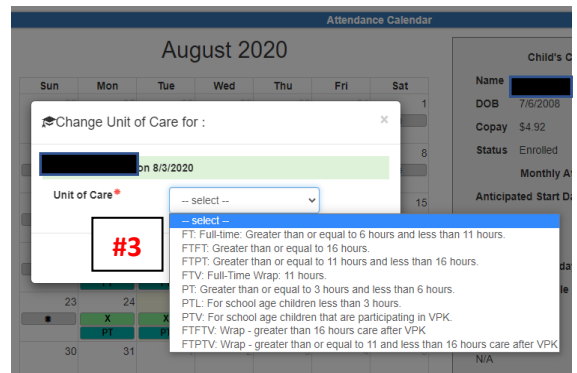 Attendance Calendar
August 2020
Child's C
Sun Mon Tue Wed Thu Fri Sat
Name
1
DOB 7/6/2008
Change Unit of Care for : ×
Copay $4.92
8
Status Enrolled
on 8/3/2020
Monthly A
Unit of Care* -- select --
15
Anticipated Start Da
-- select --
FT: Full-time: Greater than or equal to 6 hours and less than 11 hours.
FTFT: Greater than or equal to 16 hours.
FTPT: Greater than or equal to 11 hours and less than 16 hours.
FTV: Full-Time Wrap: 11 hours.
PT: Greater than or equal to 3 hours and less than 6 hours.
PTL: For school age children less than 3 hours.
PTV: For school age children that are participating in VPK.
FTFTV: Wrap - greater than 16 hours care after VPK
FTPTV: Wrap - greater than or equal to 11 and less than 16 hours care after VPK
#3
23 24
X X
PT PT
30 31
N/A